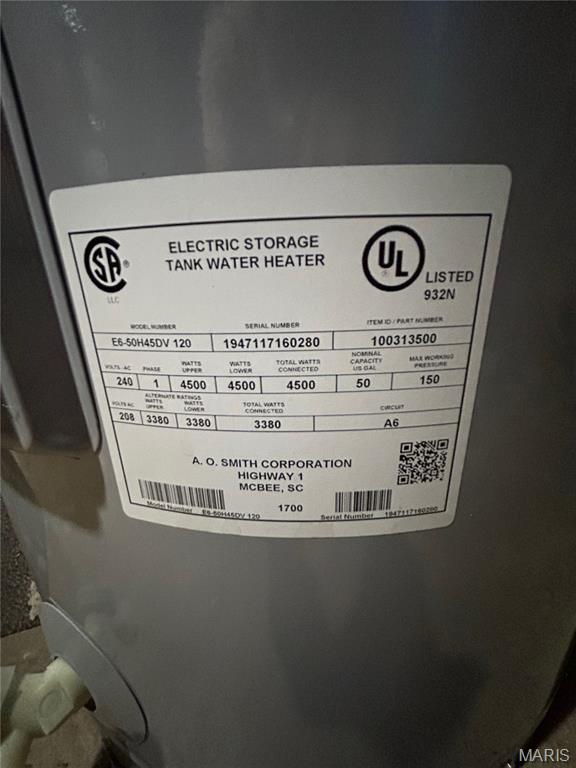 SA®
LLC
ELECTRIC STORAGE
TANK WATER HEATER
UL®
LISTED
932N
MODEL NUMBER SERIAL NUMBER ITEM ID / PART NUMBER
E6-50H45DV 120 1947117160280 100313500
VOLTS - AC PHASE WATTS UPPER WATTS LOWER TOTAL WATTS CONNECTED NOMINAL CAPACITY US GAL MAX WORKING PRESSURE
240 1 4500 4500 4500 50 150
ALTERNATE RATINGS
VOLTS AC WATTS UPPER WATTS LOWER TOTAL WATTS CONNECTED CIRCUIT
208 3380 3380 3380 A6
A. O. SMITH CORPORATION
HIGHWAY 1
MCBEE, SC
1700
Model Number E6-50H45DV 120 Serial Number 1947117160280
MARIS